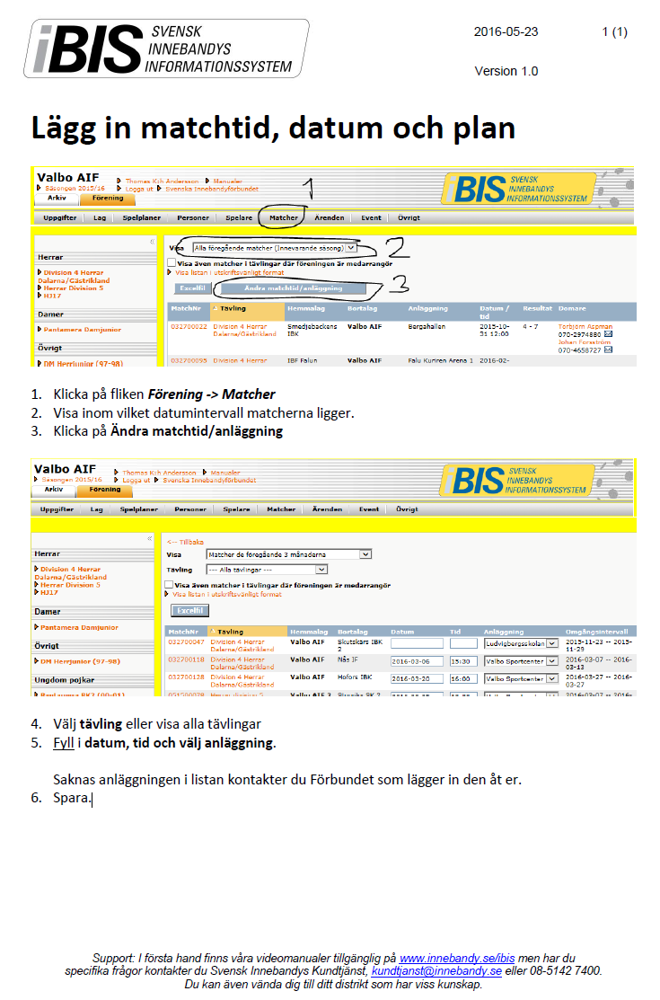 iBIS SVENSK INNEBANDYS INFORMATIONSSYSTEM
2016-05-23 1 (1)
Version 1.0
Lägg in matchtid, datum och plan
Valbo AIF
Säsongen 2015/16
Thomas K:h Andersson Manualer
Logga ut Svenska Innebandyförbundet
1
iBIS SVENSK INNEBANDYS INFORMATIONSSYSTEM
Arkiv Förening
Uppgifter Lag Spelplaner Personer Spelare Matcher Ärenden Event Övrigt
«
Herrar
Division 4 Herrar
Dalarna/Gästrikland
Herrar Division 5
HJ17
Damer
Pantamera Damjunior
Övrigt
DM Herrjunior (97-98)
Visa Alla föregående matcher (Innevarande säsong)
2
Visa även matcher i tävlingar där föreningen är medarrangör
Visa listan i utskriftsvänligt format
Excelfil Ändra matchtid/anläggning
3
MatchNr Tävling Hemmalag Bortalag Anläggning Datum / tid Resultat Domare
032700022 Division 4 Herrar Smedjebackens Valbo AIF Bergahallen 2015-10- 4 - 7 Torbjörn Aspman
Dalarna/Gästrikland IBK 31 12:00 070-2974880
Johan Forsström
070-4658727
032700095 Division 4 Herrar IBF Falun Valbo AIF Falu Kuriren Arena 1 2016-02-
1. Klicka på fliken Förening -> Matcher
2. Visa inom vilket datumintervall matcherna ligger.
3. Klicka på Ändra matchtid/anläggning
Valbo AIF
Säsongen 2015/16
Thomas K:h Andersson Manualer
Logga ut Svenska Innebandyförbundet
iBIS SVENSK INNEBANDYS INFORMATIONSSYSTEM
Arkiv Förening
Uppgifter Lag Spelplaner Personer Spelare Matcher Ärenden Event Övrigt
«
Herrar
Division 4 Herrar
Dalarna/Gästrikland
Herrar Division 5
HJ17
Damer
Pantamera Damjunior
Övrigt
DM Herrjunior (97-98)
Ungdom pojkar
<-- Tillbaka
Visa Matcher de föregående 3 månaderna
Tävling --- Alla tävlingar ---
Visa även matcher i tävlingar där föreningen är medarrangör
Visa listan i utskriftsvänligt format
Excelfil
MatchNr Tävling Hemmalag Bortalag Datum Tid Anläggning Omgångsintervall
032700047 Division 4 Herrar Valbo AIF Skutskärs IBK Ludvigbergsskolan 2015-11-23 -- 2015-
Dalarna/Gästrikland 2 11-29
032700118 Division 4 Herrar Valbo AIF Nås IF 2016-03-06 15:30 Valbo Sportcenter 2016-03-07 -- 2016-
Dalarna/Gästrikland 03-13
032700128 Division 4 Herrar Valbo AIF Hofors IBK 2016-03-20 16:00 Valbo Sportcenter 2016-03-27 -- 2016-
Dalarna/Gästrikland 03-27
4. Välj tävling eller visa alla tävlingar
5. Fyll i datum, tid och välj anläggning.
Saknas anläggningen i listan kontakter du Förbundet som lägger in den åt er.
6. Spara.
Support: I första hand finns våra videomanualer tillgänglig på www.innebandy.se/ibis men har du
specifika frågor kontakter du Svensk Innebandys Kundtjänst, kundtjanst@innebandy.se eller 08-5142 7400.
Du kan även vända dig till ditt distrikt som har viss kunskap.